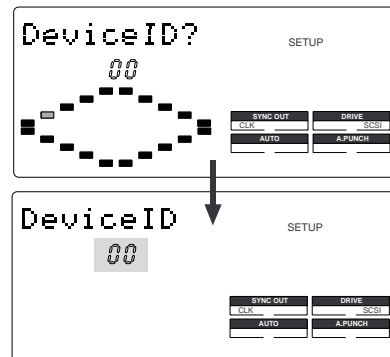 DeviceID?
SETUP
00
SYNC OUT DRIVE
CLK SCSI
AUTO A.PUNCH
DeviceID
SETUP
00
SYNC OUT DRIVE
CLK SCSI
AUTO A.PUNCH